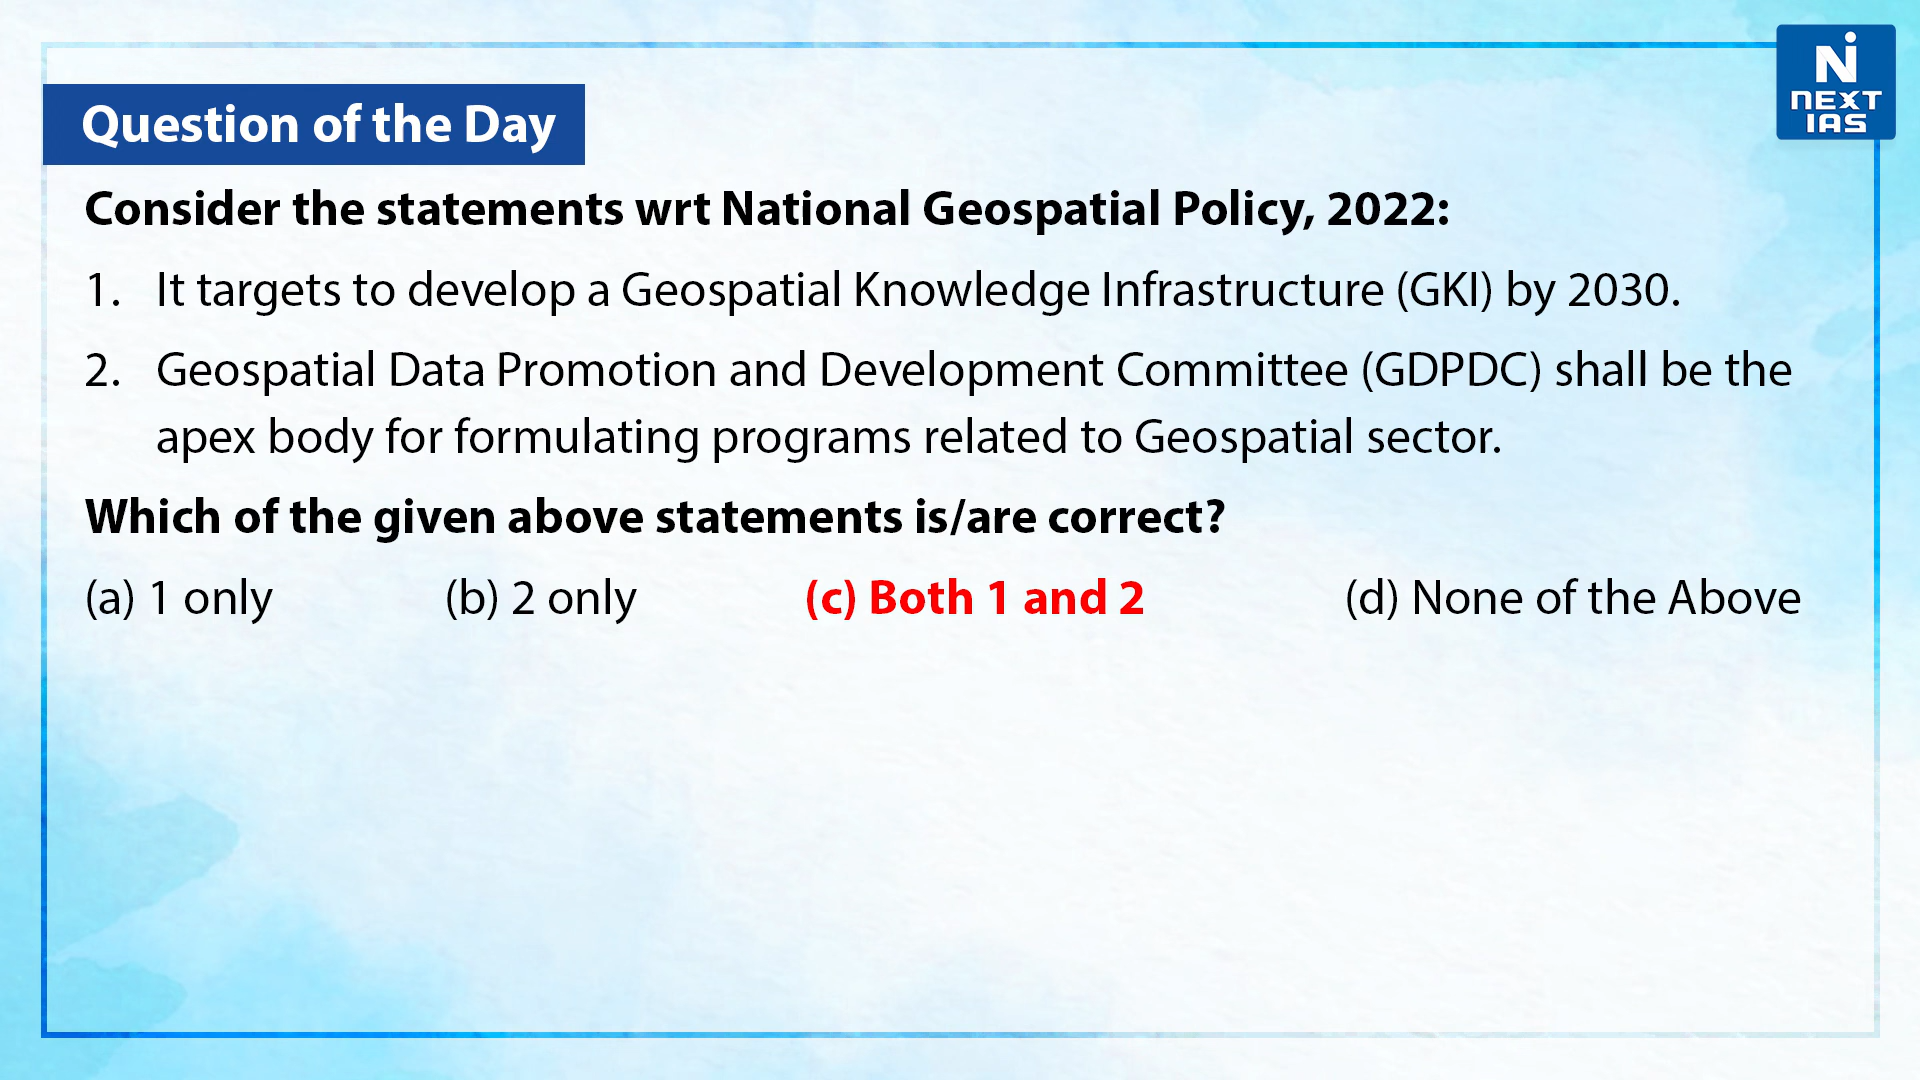 NEXT
IAS
Question of the Day
Consider the statements wrt National Geospatial Policy, 2022:
1. It targets to develop a Geospatial Knowledge Infrastructure (GKI) by 2030.
2. Geospatial Data Promotion and Development Committee (GDPDC) shall be the
apex body for formulating programs related to Geospatial sector.
Which of the given above statements is/are correct?
(a) 1 only (b) 2 only (c) Both 1 and 2 (d) None of the Above